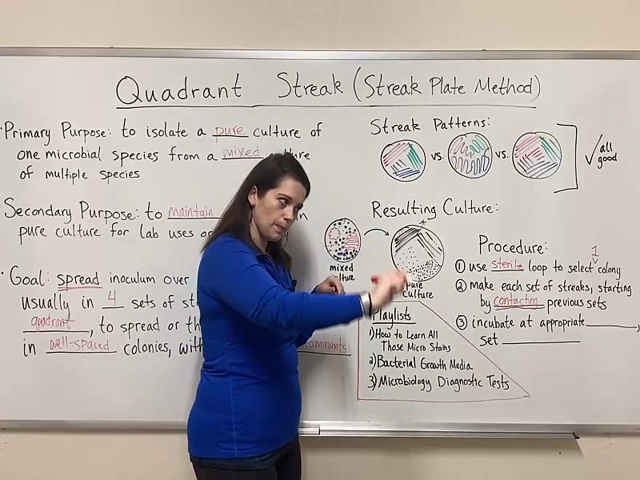 Quadrant Streak (Streak Plate Method)
Primary Purpose: to isolate a pure culture of
one microbial species from a mixed
of multiple species
Secondary Purpose: to maintain
pure culture for lab uses or
Goal: spread inoculum over
usually in 4 sets of
quadrant, to spread or
in well-spaced colonies,
Streak Patterns:
vs. vs.
✓ all
good
Resulting Culture:
mixed
Culture
Procedure:
1
① use sterile loop to select ˅ colony
② make each set of streaks, starting
by contacting previous sets
③ incubate at appropriate ______,
set ______
Playlists
1) How to Learn All
Those Micro Stains
2) Bacterial Growth Media
3) Microbiology Diagnostic Tests